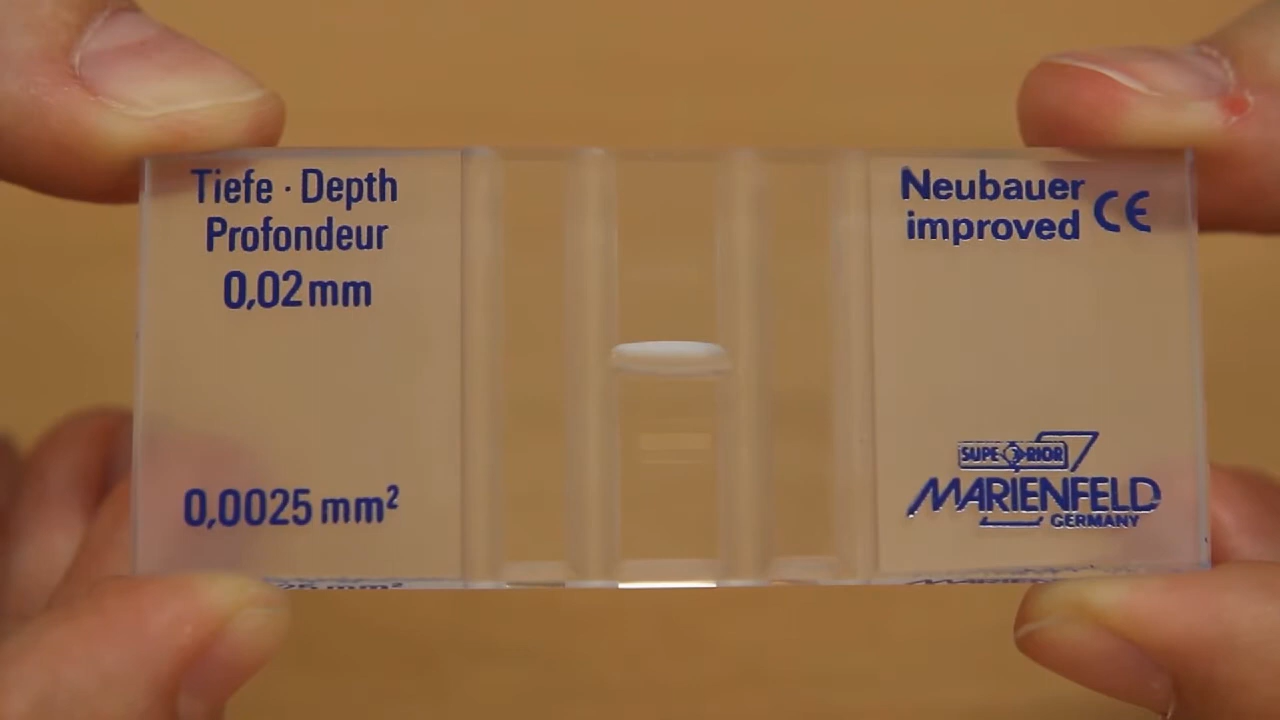 Tiefe · Depth
Profondeur
0,02 mm
0,0025 mm²
Neubauer
improved CE
SUPERIOR
MARIENFELD
GERMANY